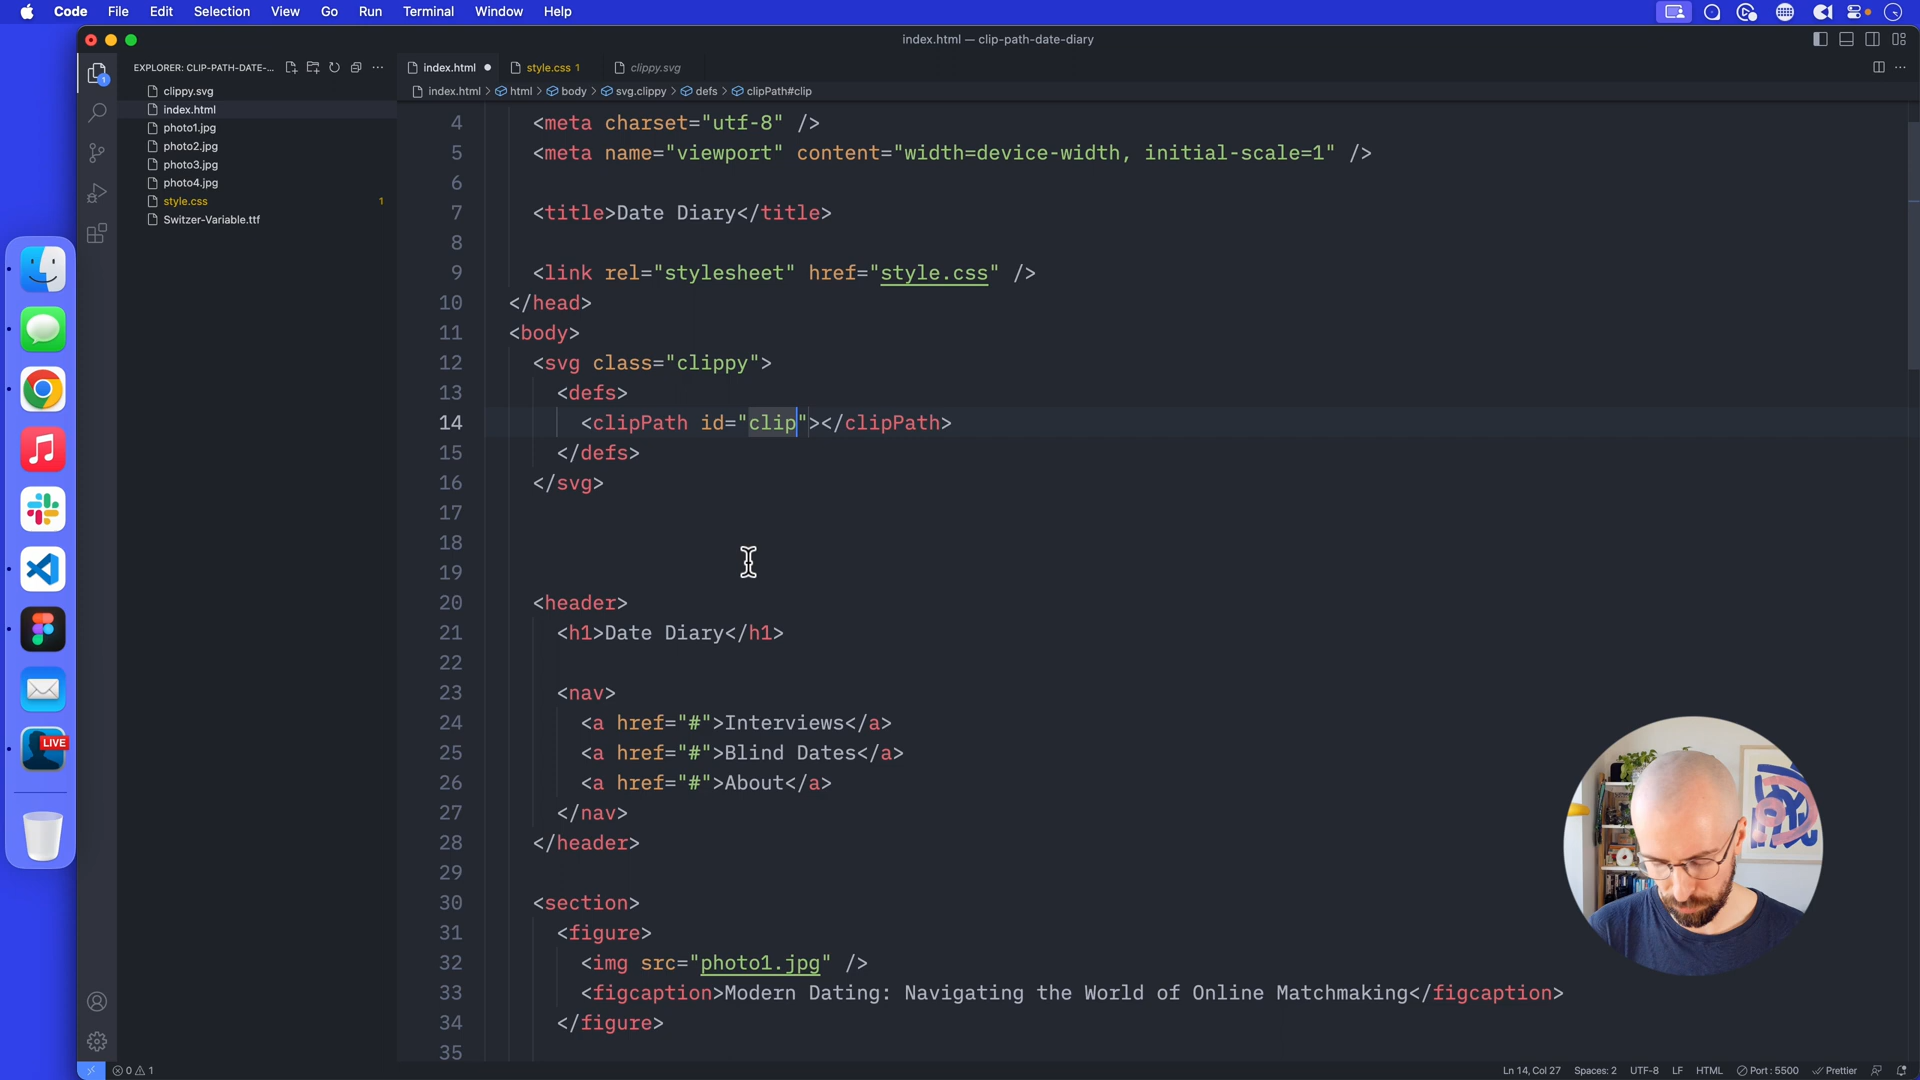 Code File Edit Selection View Go Run Terminal Window Help
index.html — clip-path-date-diary
EXPLORER: CLIP-PATH-DATE-...
index.html
style.css 1
clippy.svg
index.html > html > body > svg.clippy > defs > clipPath#clip
clippy.svg
index.html
photo1.jpg
photo2.jpg
photo3.jpg
photo4.jpg
style.css 1
Switzer-Variable.ttf
1
LIVE
4 <meta charset="utf-8" />
5 <meta name="viewport" content="width=device-width, initial-scale=1" />
6
7 <title>Date Diary</title>
8
9 <link rel="stylesheet" href="style.css" />
10 </head>
11 <body>
12 <svg class="clippy">
13 <defs>
14 <clipPath id="clip"></clipPath>
15 </defs>
16 </svg>
17
18
19
20 <header>
21 <h1>Date Diary</h1>
22
23 <nav>
24 <a href="#">Interviews</a>
25 <a href="#">Blind Dates</a>
26 <a href="#">About</a>
27 </nav>
28 </header>
29
30 <section>
31 <figure>
32 <img src="photo1.jpg" />
33 <figcaption>Modern Dating: Navigating the World of Online Matchmaking</figcaption>
34 </figure>
35
0 1
Ln 14, Col 27 Spaces: 2 UTF-8 LF HTML Port : 5500 Prettier